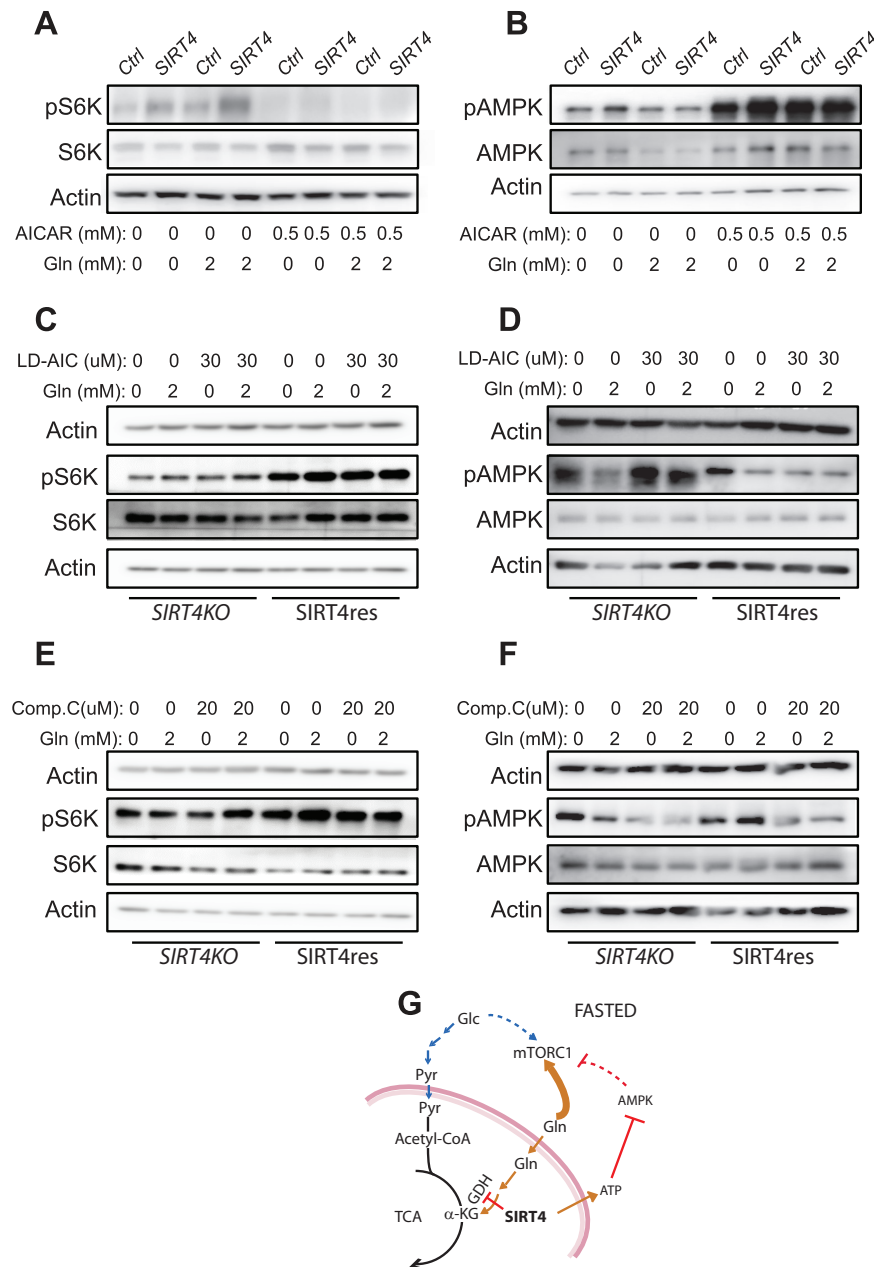 A
Ctrl SIRT4 Ctrl SIRT4 Ctrl SIRT4 Ctrl SIRT4
pS6K
S6K
Actin
AICAR (mM): 0 0 0 0 0.5 0.5 0.5 0.5
Gln (mM): 0 0 2 2 0 0 2 2
B
Ctrl SIRT4 Ctrl SIRT4 Ctrl SIRT4 Ctrl SIRT4
pAMPK
AMPK
Actin
AICAR (mM): 0 0 0 0 0.5 0.5 0.5 0.5
Gln (mM): 0 0 2 2 0 0 2 2
C
LD-AIC (uM): 0 0 30 30 0 0 30 30
Gln (mM): 0 2 0 2 0 2 0 2
Actin
pS6K
S6K
Actin
SIRT4KO SIRT4res
D
LD-AIC (uM): 0 0 30 30 0 0 30 30
Gln (mM): 0 2 0 2 0 2 0 2
Actin
pAMPK
AMPK
Actin
SIRT4KO SIRT4res
E
Comp.C(uM): 0 0 20 20 0 0 20 20
Gln (mM): 0 2 0 2 0 2 0 2
Actin
pS6K
S6K
Actin
SIRT4KO SIRT4res
F
Comp.C(uM): 0 0 20 20 0 0 20 20
Gln (mM): 0 2 0 2 0 2 0 2
Actin
pAMPK
AMPK
Actin
SIRT4KO SIRT4res
G
FASTED
Glc
mTORC1
Pyr
AMPK
Pyr
Gln
Acetyl-CoA
Gln
GDH
ATP
α-KG
SIRT4
TCA